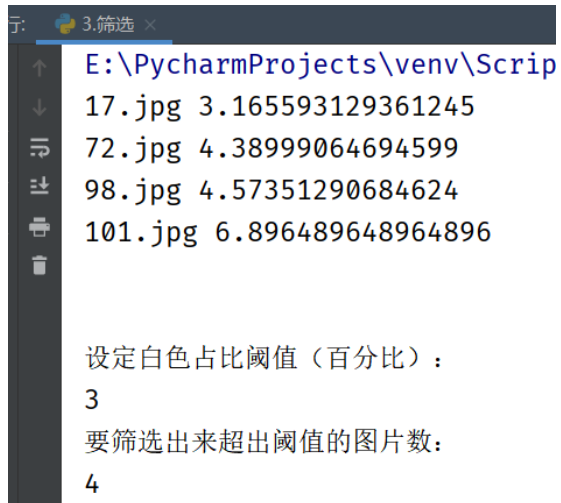 行: 3.筛选 ×
E:\PycharmProjects\venv\Scrip
17.jpg 3.165593129361245
72.jpg 4.38999064694599
98.jpg 4.57351290684624
101.jpg 6.896489648964896
设定白色占比阈值（百分比）：
3
要筛选出来超出阈值的图片数：
4